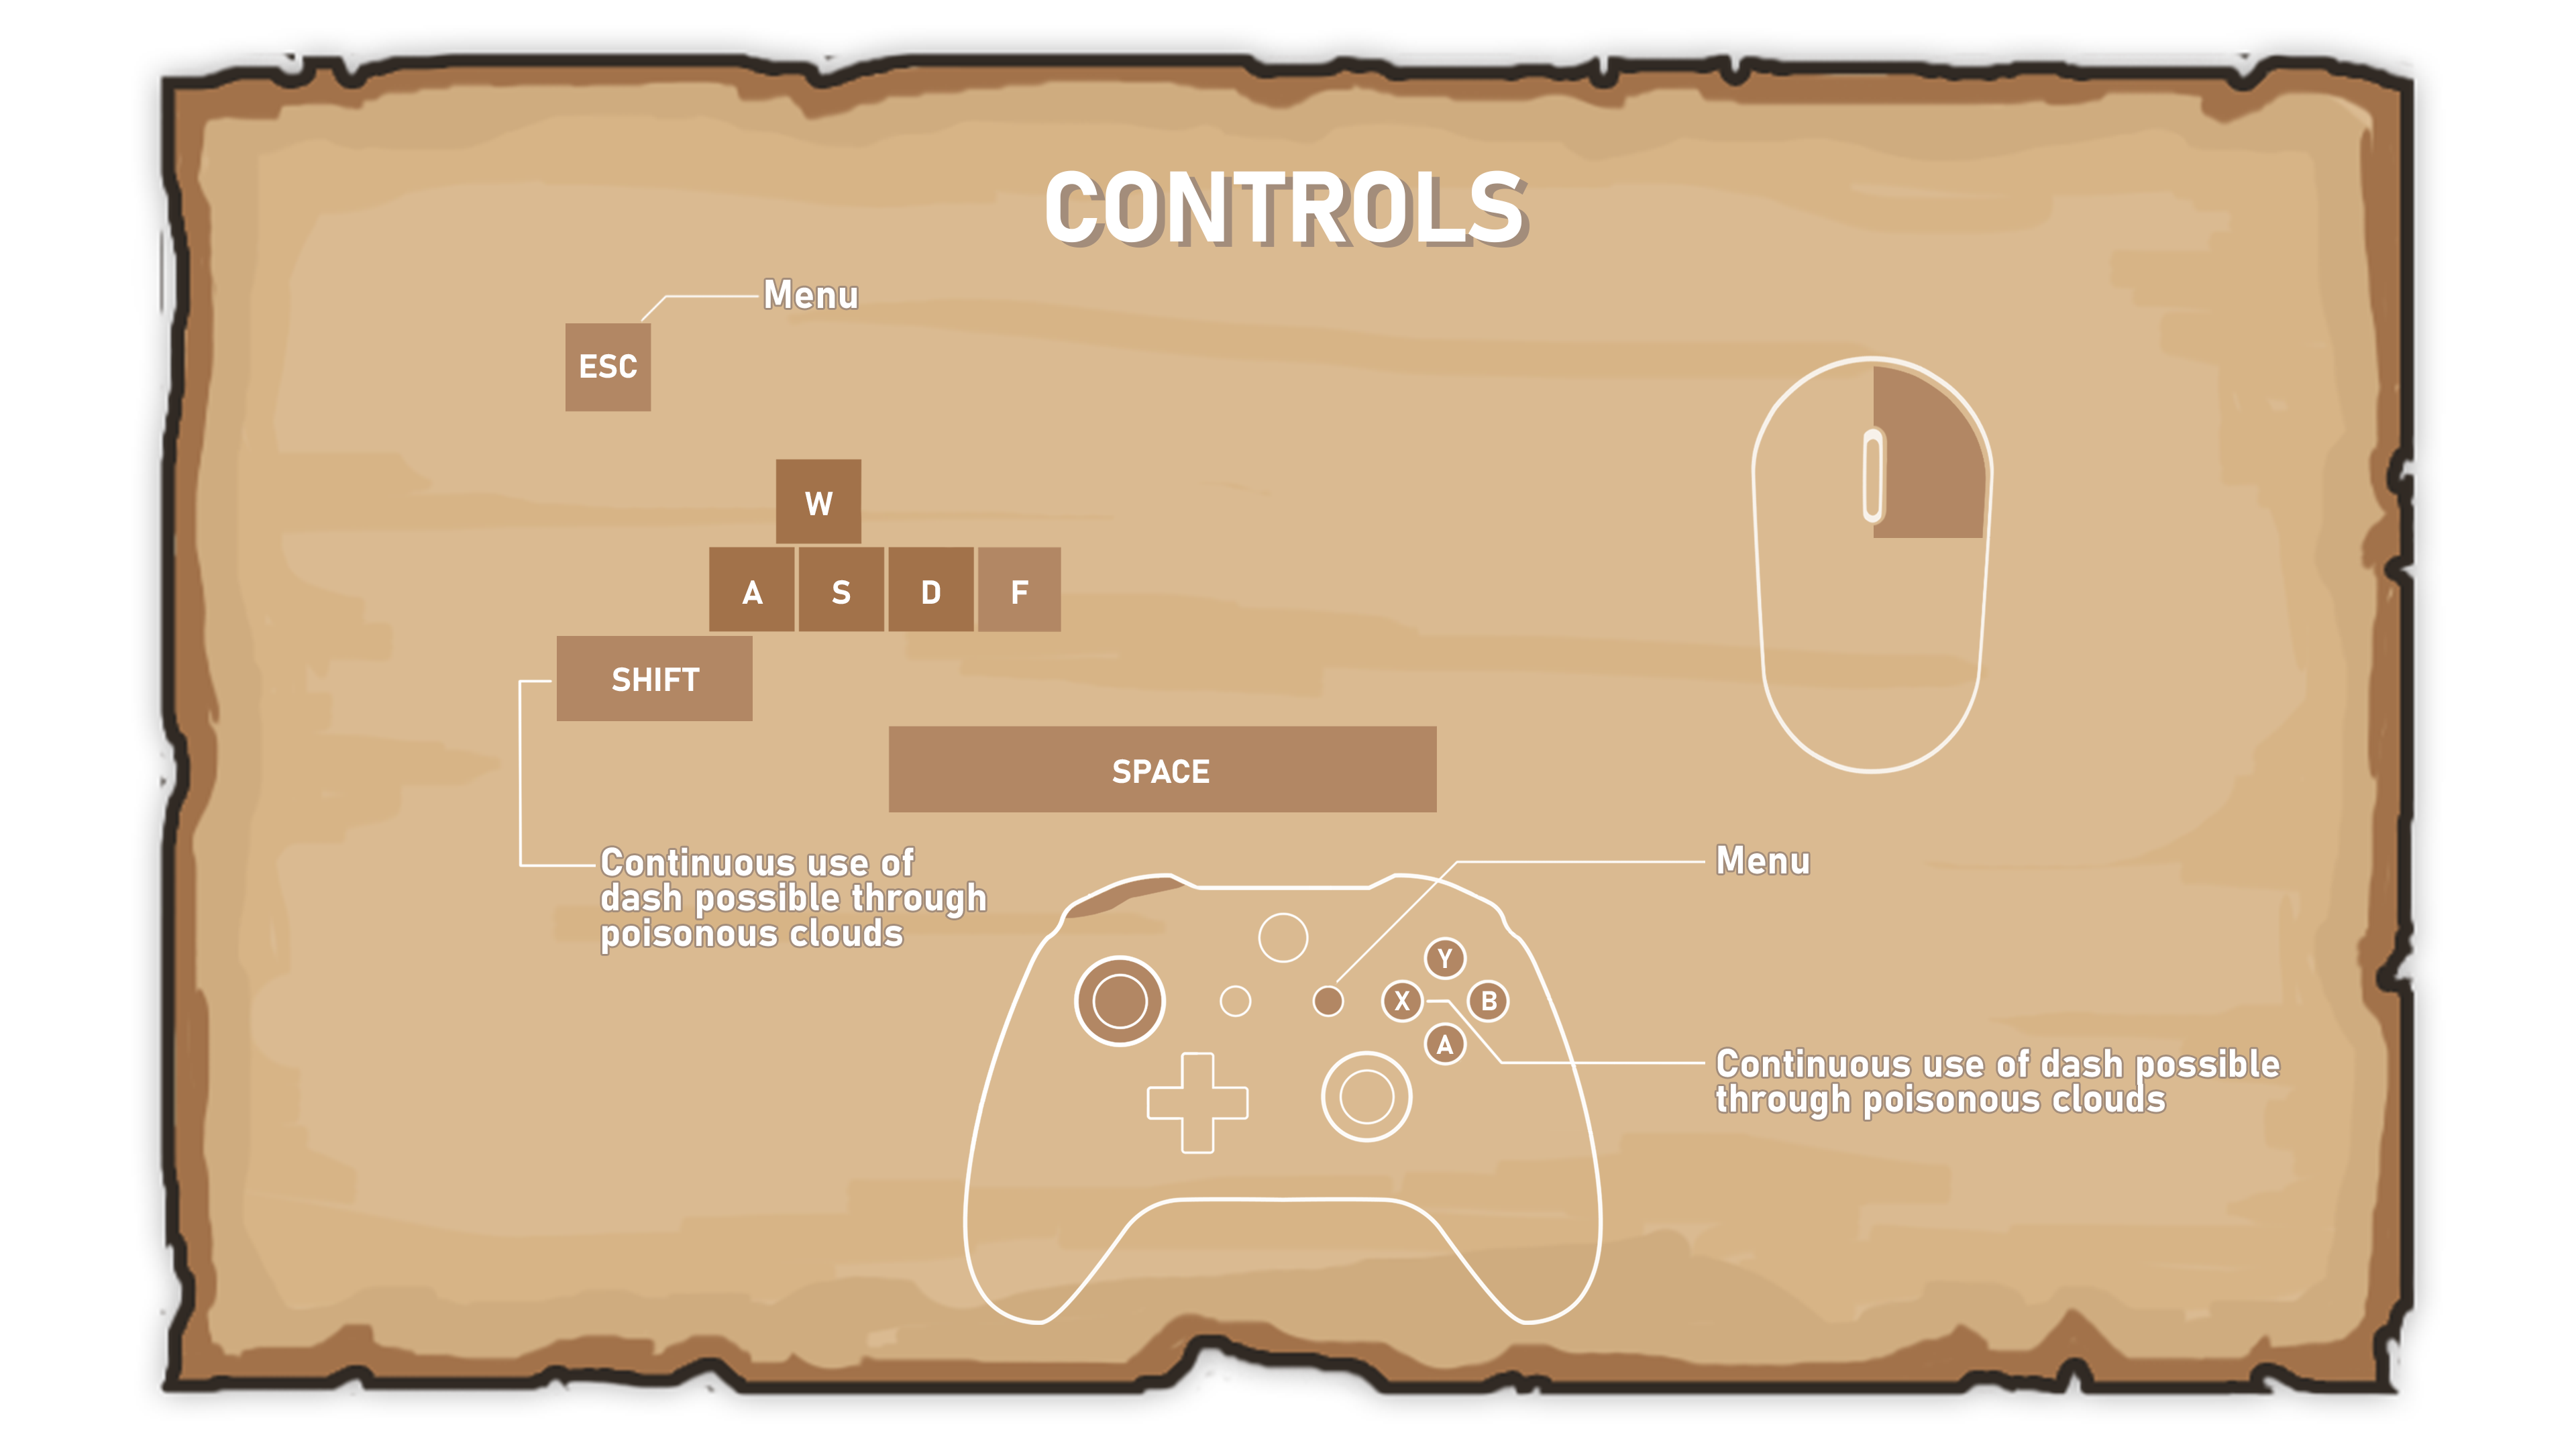 CONTROLS
Menu
ESC
W
A S D F
SHIFT
SPACE
Continuous use of
dash possible through
poisonous clouds
Menu
Y
X B
A
Continuous use of dash possible
through poisonous clouds